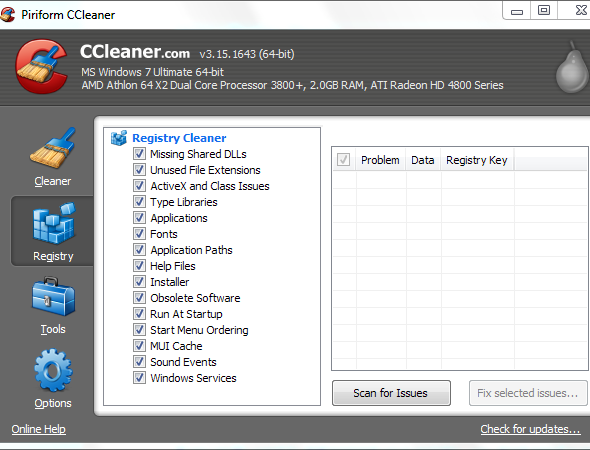 Piriform CCleaner
CCleaner.com v3.15.1643 (64-bit)
MS Windows 7 Ultimate 64-bit
AMD Athlon 64 X2 Dual Core Processor 3800+, 2.0GB RAM, ATI Radeon HD 4800 Series
Cleaner
Registry
Tools
Options
Registry Cleaner
Missing Shared DLLs
Unused File Extensions
ActiveX and Class Issues
Type Libraries
Applications
Fonts
Application Paths
Help Files
Installer
Obsolete Software
Run At Startup
Start Menu Ordering
MUI Cache
Sound Events
Windows Services
Problem Data Registry Key
Scan for Issues Fix selected issues...
Online Help Check for updates...